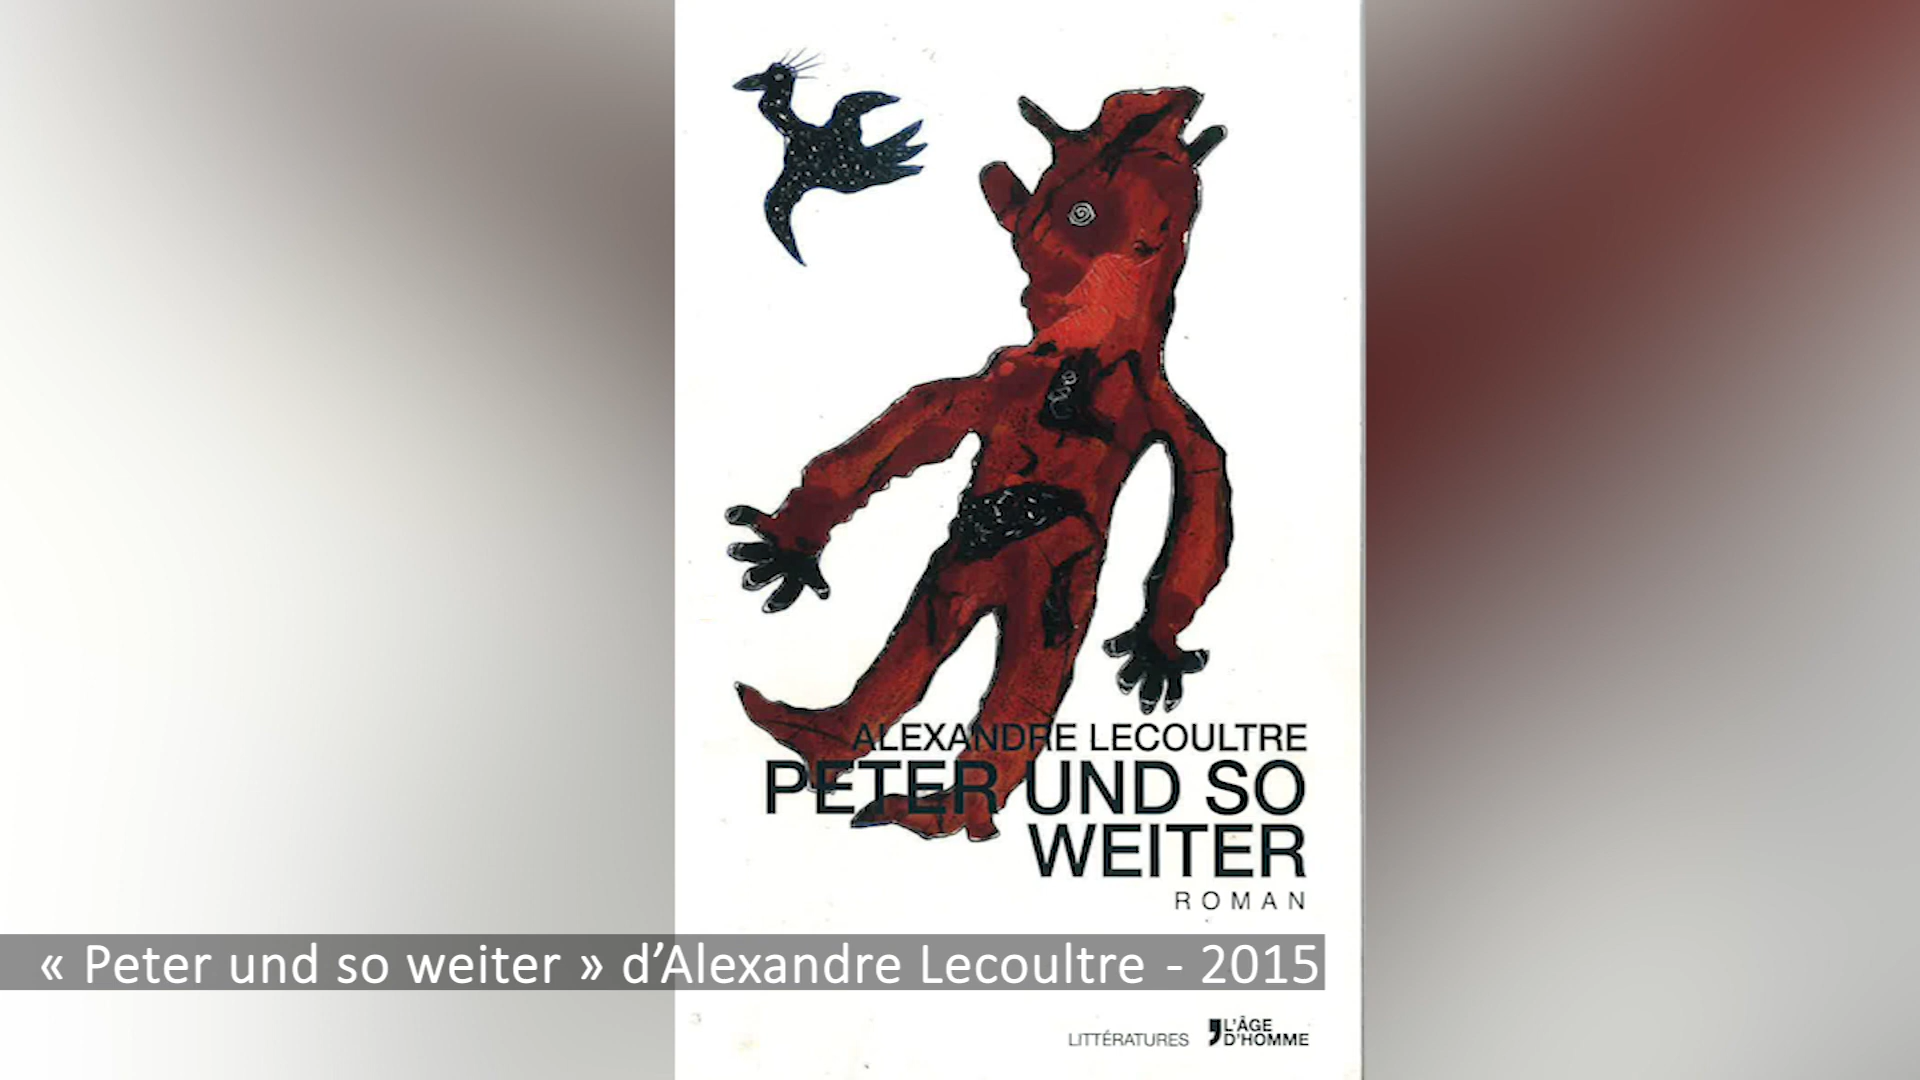 ALEXANDRE LECOULTRE
PETER UND SO
WEITER
ROMAN
« Peter und so weiter » d’Alexandre Lecoultre - 2015
LITTÉRATURES
L'ÂGE
D'HOMME